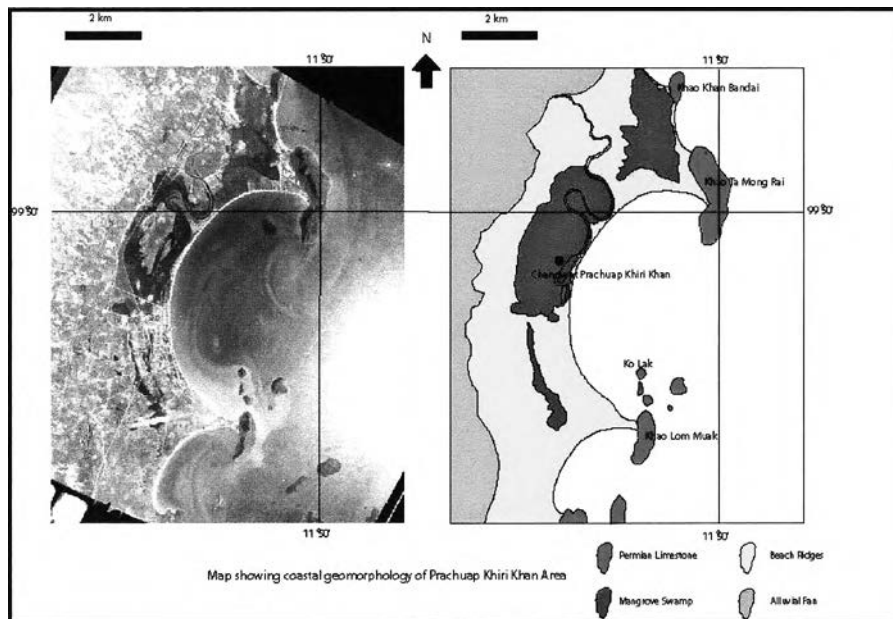 2 km
N
2 km
11°50'
11°50'
Khao Khan Bandai
Khao Ta Mong Rai
99°50'
99°50'
Changwat Prachuap Khiri Khan
Ko Lak
Khao Lom Muak
11°50'
11°50'
Map showing coastal geomorphology of Prachuap Khiri Khan Area
Permian Limestone
Beach Ridges
Mangrove Swamp
Alluvial Fan